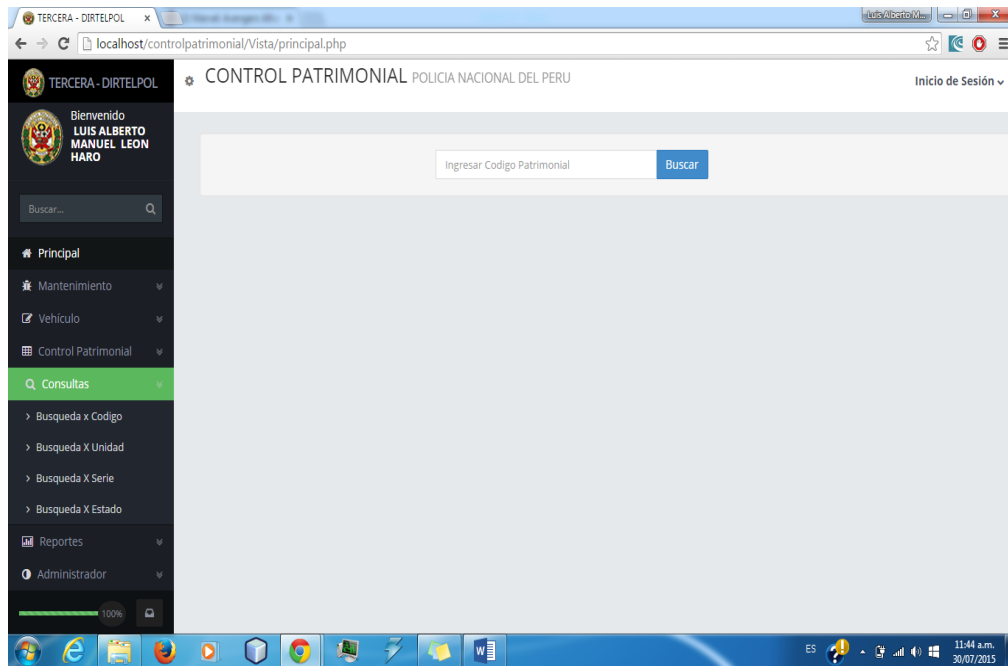 TERCERA - DIRTELPOL
Luis Alberto M...
localhost/controlpatrimonial/Vista/principal.php
TERCERA - DIRTELPOL
CONTROL PATRIMONIAL POLICIA NACIONAL DEL PERU
Inicio de Sesión
Bienvenido
LUIS ALBERTO
MANUEL LEON
HARO
Ingresar Codigo Patrimonial
Buscar
Buscar...
Principal
Mantenimiento
Vehículo
Control Patrimonial
Consultas
Busqueda x Codigo
Busqueda X Unidad
Busqueda X Serie
Busqueda X Estado
Reportes
Administrador
100%
ES
11:44 a.m.
30/07/2015